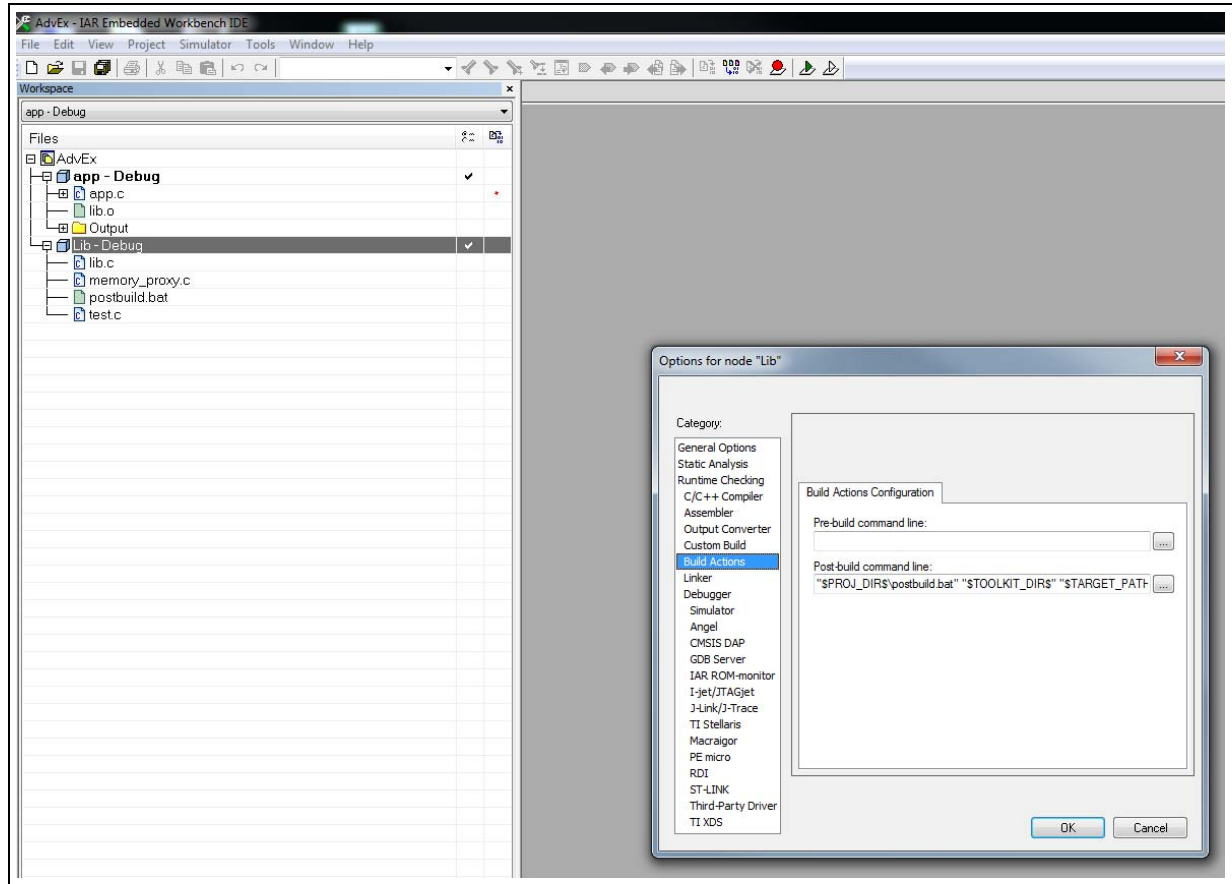 AdvEx - IAR Embedded Workbench IDE
File Edit View Project Simulator Tools Window Help
Workspace
app - Debug
Files
AdvEx
app - Debug
app.c
lib.o
Output
Lib - Debug
lib.c
memory_proxy.c
postbuild.bat
test.c
Options for node "Lib"
Category:
General Options
Static Analysis
Runtime Checking
C/C++ Compiler
Assembler
Output Converter
Custom Build
Build Actions
Linker
Debugger
Simulator
Angel
CMSIS DAP
GDB Server
IAR ROM-monitor
I-jet/JTAGjet
J-Link/J-Trace
TI Stellaris
Macraigor
PE micro
RDI
ST-LINK
Third-Party Driver
TI XDS
Build Actions Configuration
Pre-build command line:
...
Post-build command line:
"$PROJ_DIR$\postbuild.bat" "$TOOLKIT_DIR$" "$TARGET_PATH ...
OK Cancel